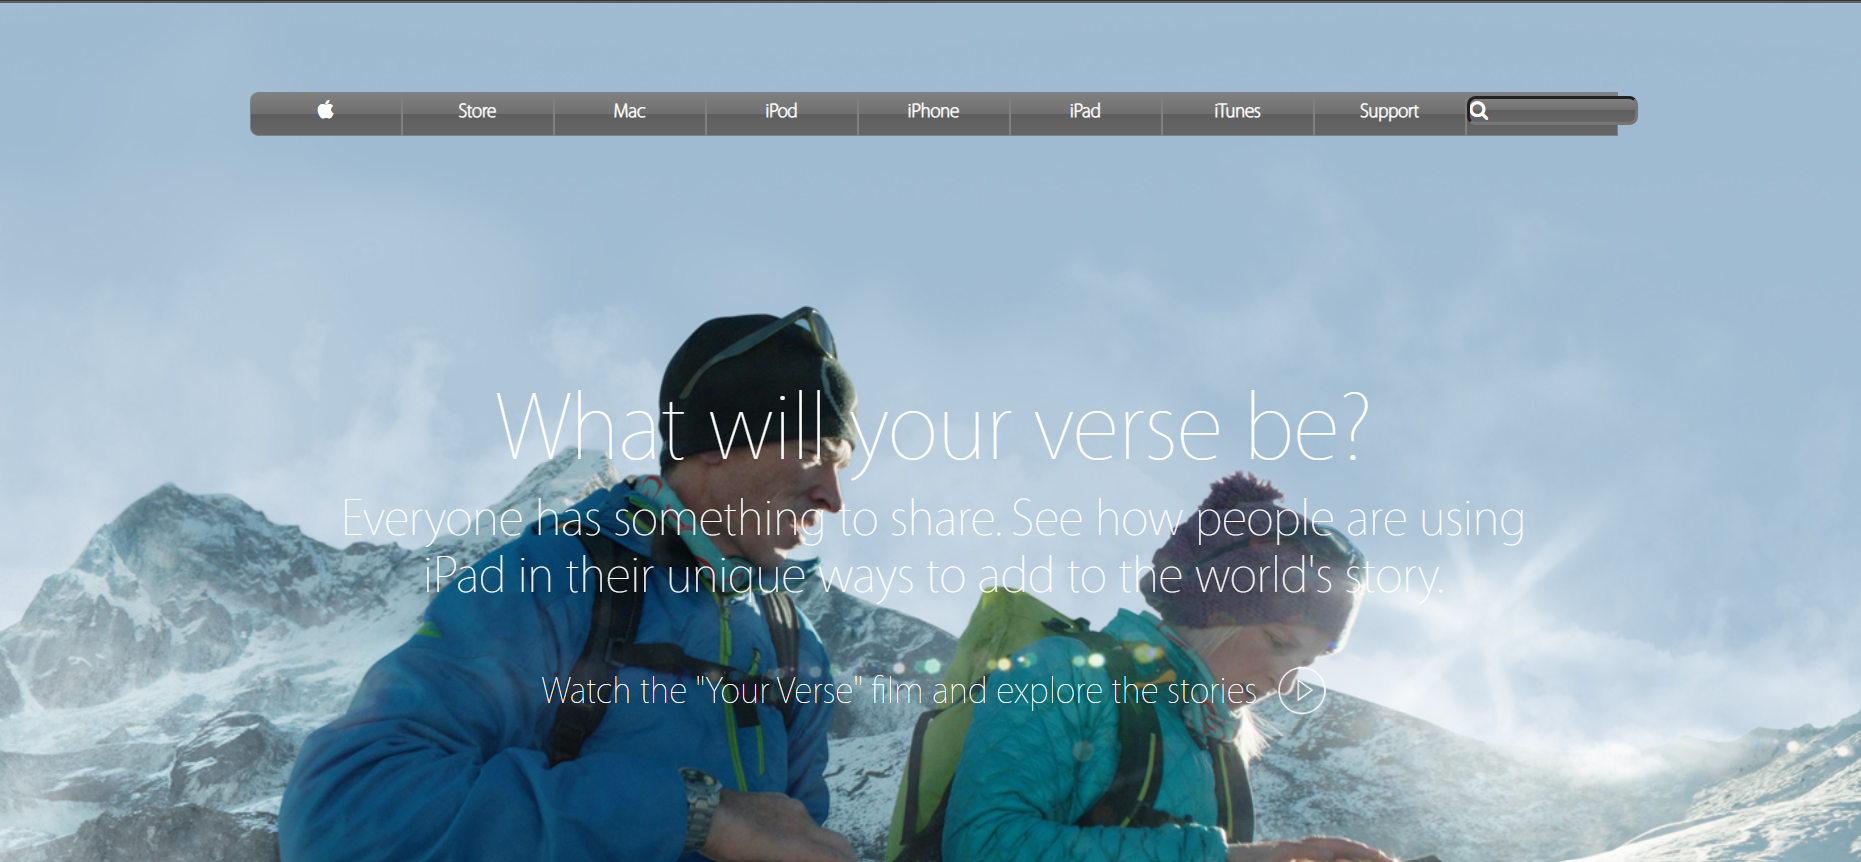 Store Mac iPod iPhone iPad iTunes Support
What will your verse be?
Everyone has something to share. See how people are using
iPad in their unique ways to add to the world's story.
Watch the "Your Verse" film and explore the stories